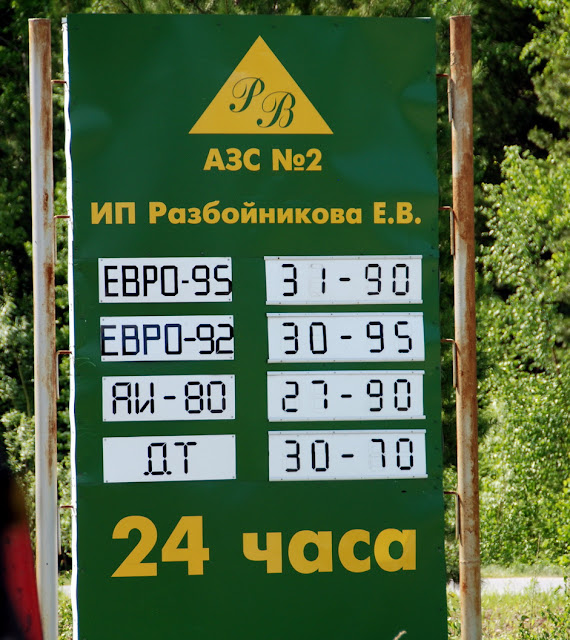 РВ
АЗС №2
ИП Разбойникова Е.В.
ЕВРО-95 31-90
ЕВРО-92 30-95
АИ-80 27-90
ДТ 30-70
24 часа